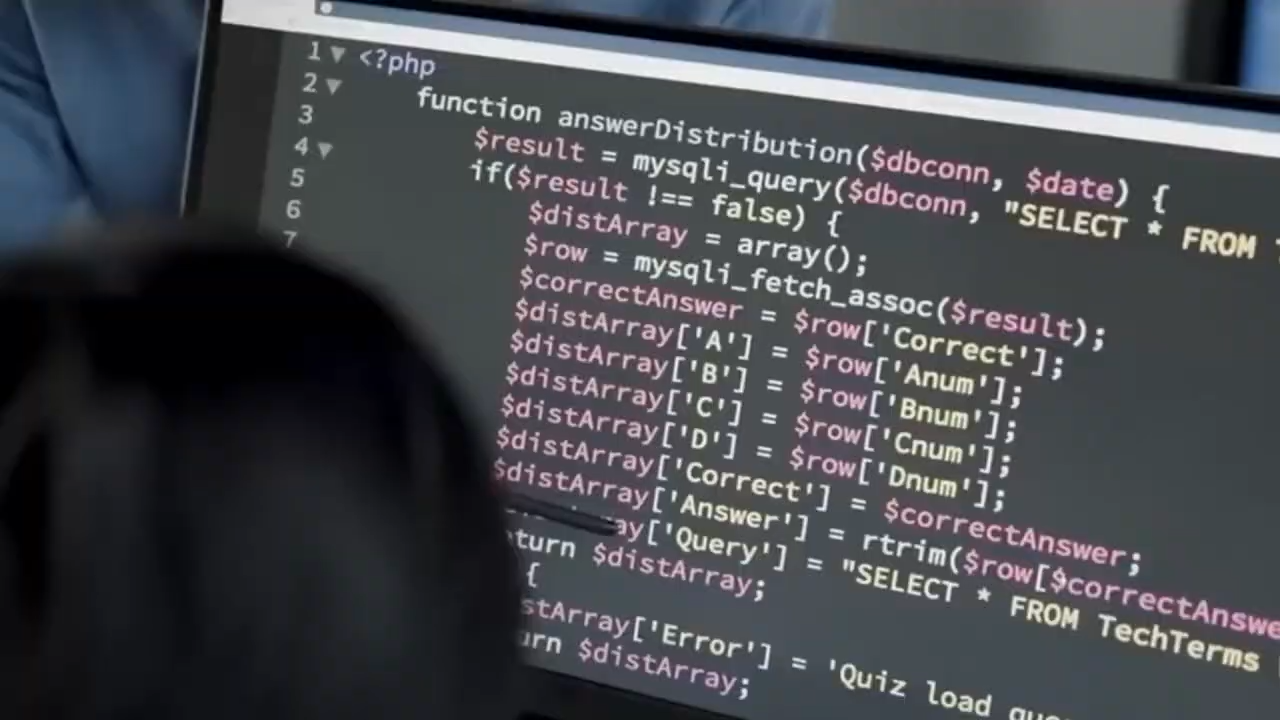 1 <?php
2 function answerDistribution($dbconn, $date) {
3 $result = mysqli_query($dbconn, "SELECT * FROM
4 if($result !== false) {
5 $distArray = array();
6 $row = mysqli_fetch_assoc($result);
7 $correctAnswer = $row['Correct'];
$distArray['A'] = $row['Anum'];
$distArray['B'] = $row['Bnum'];
$distArray['C'] = $row['Cnum'];
$distArray['D'] = $row['Dnum'];
$distArray['Correct'] = $correctAnswer;
$distArray['Answer'] = rtrim($row[$correctAnswe
ay['Query'] = "SELECT * FROM TechTerms
turn $distArray;
{
stArray['Error'] = 'Quiz load que
urn $distArray;